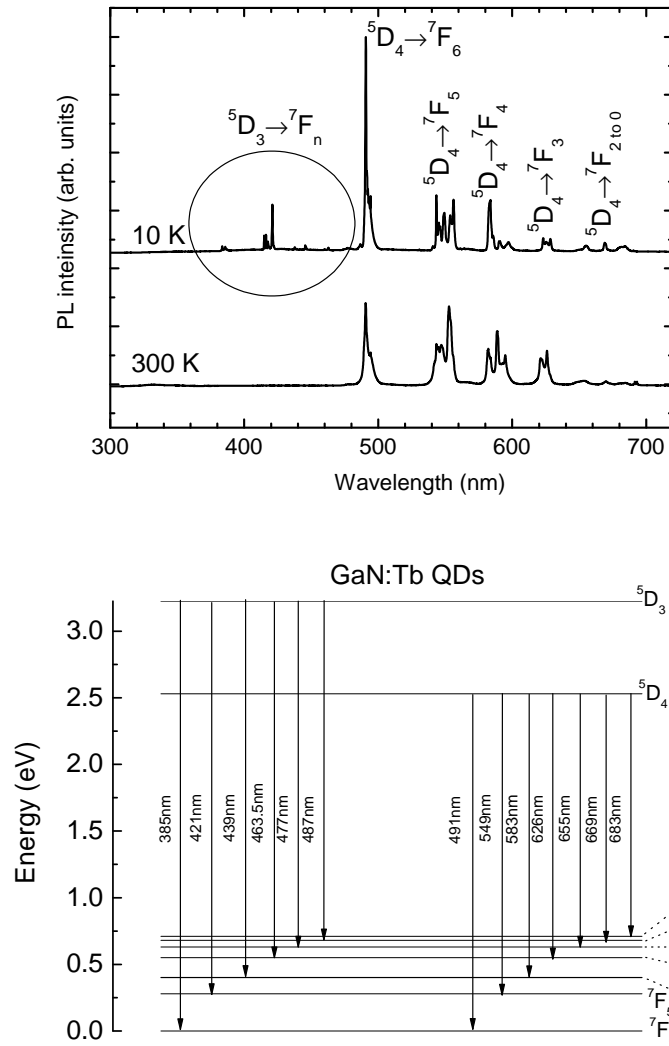 ⁵D₄→⁷F₆
⁵D₃→⁷Fₙ
⁵D₄→⁷F₅
⁵D₄→⁷F₄
⁵D₄→⁷F₃
⁵D₄→⁷F₂ ₜₒ ₀
PL inteinsity (arb. units)
10 K
300 K
300 400 500 600 700
Wavelength (nm)
GaN:Tb QDs
⁵D₃
⁵D₄
Energy (eV)
3.0
2.5
2.0
1.5
1.0
0.5
0.0
385nm
421nm
439nm
463.5nm
477nm
487nm
491nm
549nm
583nm
626nm
655nm
669nm
683nm
⁷F₅
⁷F